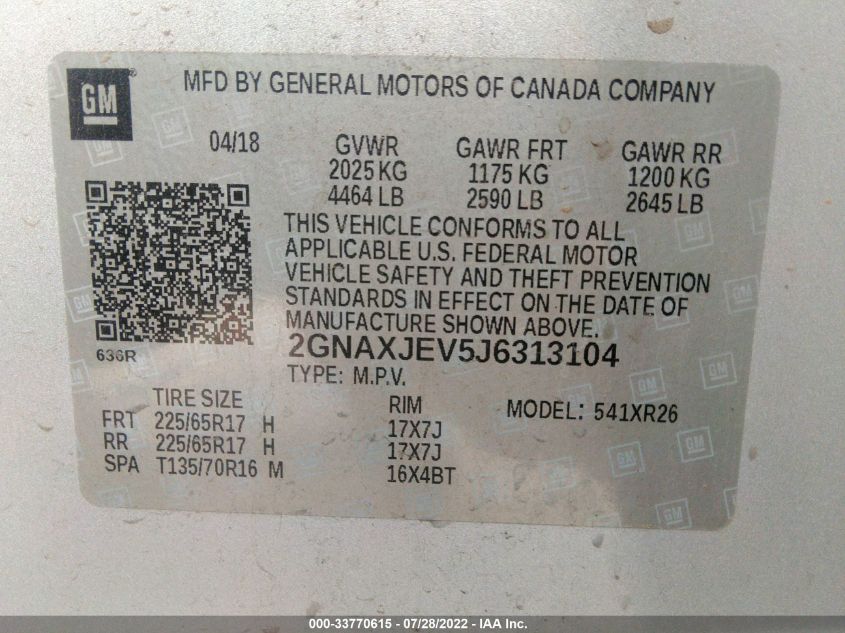 GM
MFD BY GENERAL MOTORS OF CANADA COMPANY
04/18 GVWR GAWR FRT GAWR RR
2025 KG 1175 KG 1200 KG
4464 LB 2590 LB 2645 LB
THIS VEHICLE CONFORMS TO ALL
APPLICABLE U.S. FEDERAL MOTOR
VEHICLE SAFETY AND THEFT PREVENTION
STANDARDS IN EFFECT ON THE DATE OF
MANUFACTURE SHOWN ABOVE.
636R
2GNAXJEV5J6313104
TYPE: M.P.V.
TIRE SIZE RIM MODEL: 541XR26
FRT 225/65R17 H 17X7J
RR 225/65R17 H 17X7J
SPA T135/70R16 M 16X4BT
000-33770615 - 07/28/2022 - IAA Inc.